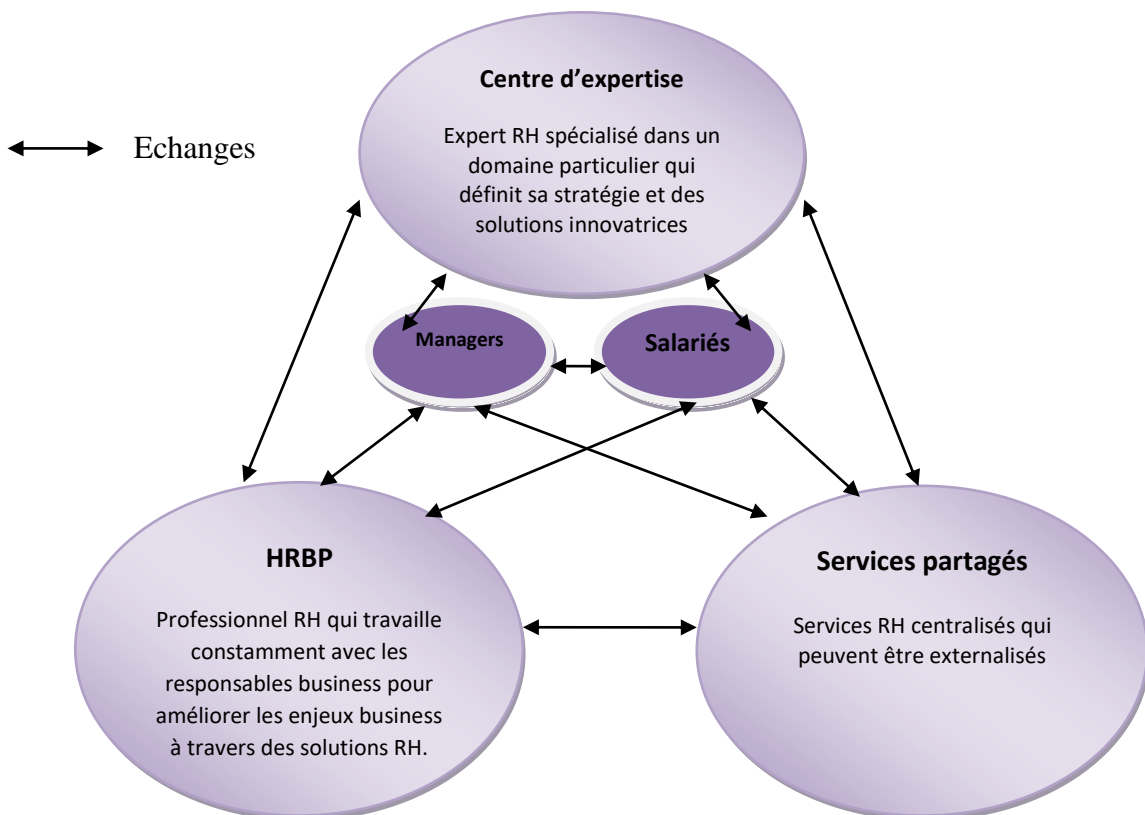 Centre d’expertise
Expert RH spécialisé dans un
domaine particulier qui
définit sa stratégie et des
solutions innovatrices
Echanges
Managers
Salariés
HRBP
Professionnel RH qui travaille
constamment avec les
responsables business pour
améliorer les enjeux business
à travers des solutions RH.
Services partagés
Services RH centralisés qui
peuvent être externalisés